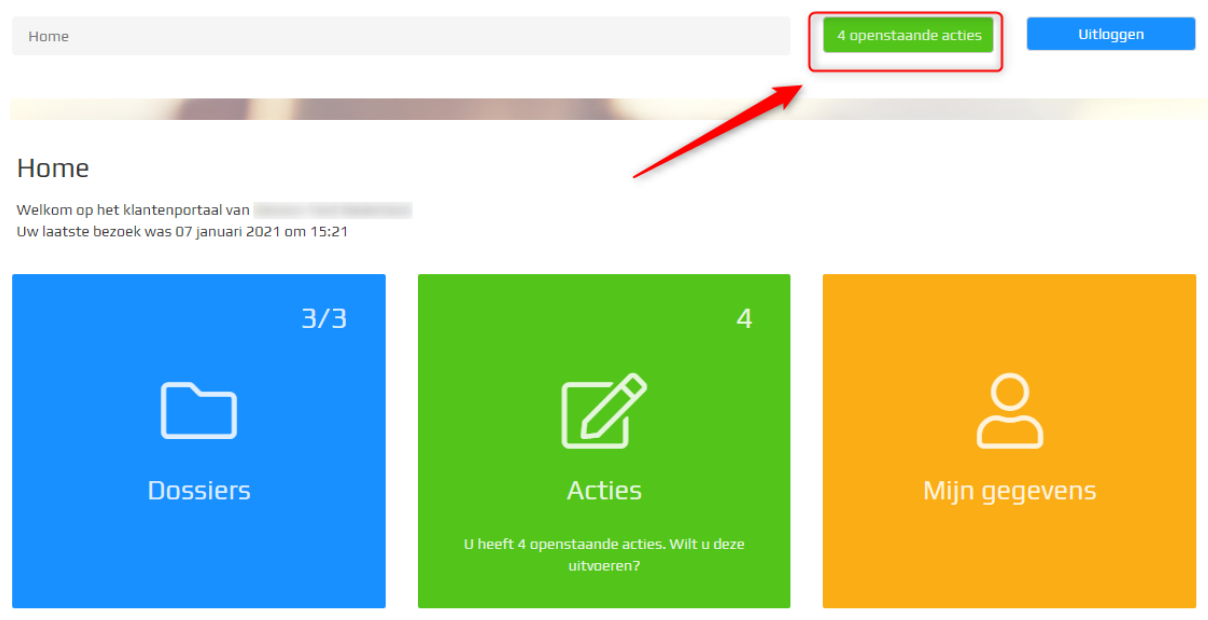 Home
4 openstaande acties
Uitloggen
Home
Welkom op het klantenportaal van
Uw laatste bezoek was 07 januari 2021 om 15:21
3/3
Dossiers
4
Acties
U heeft 4 openstaande acties. Wilt u deze
uitvoeren?
Mijn gegevens